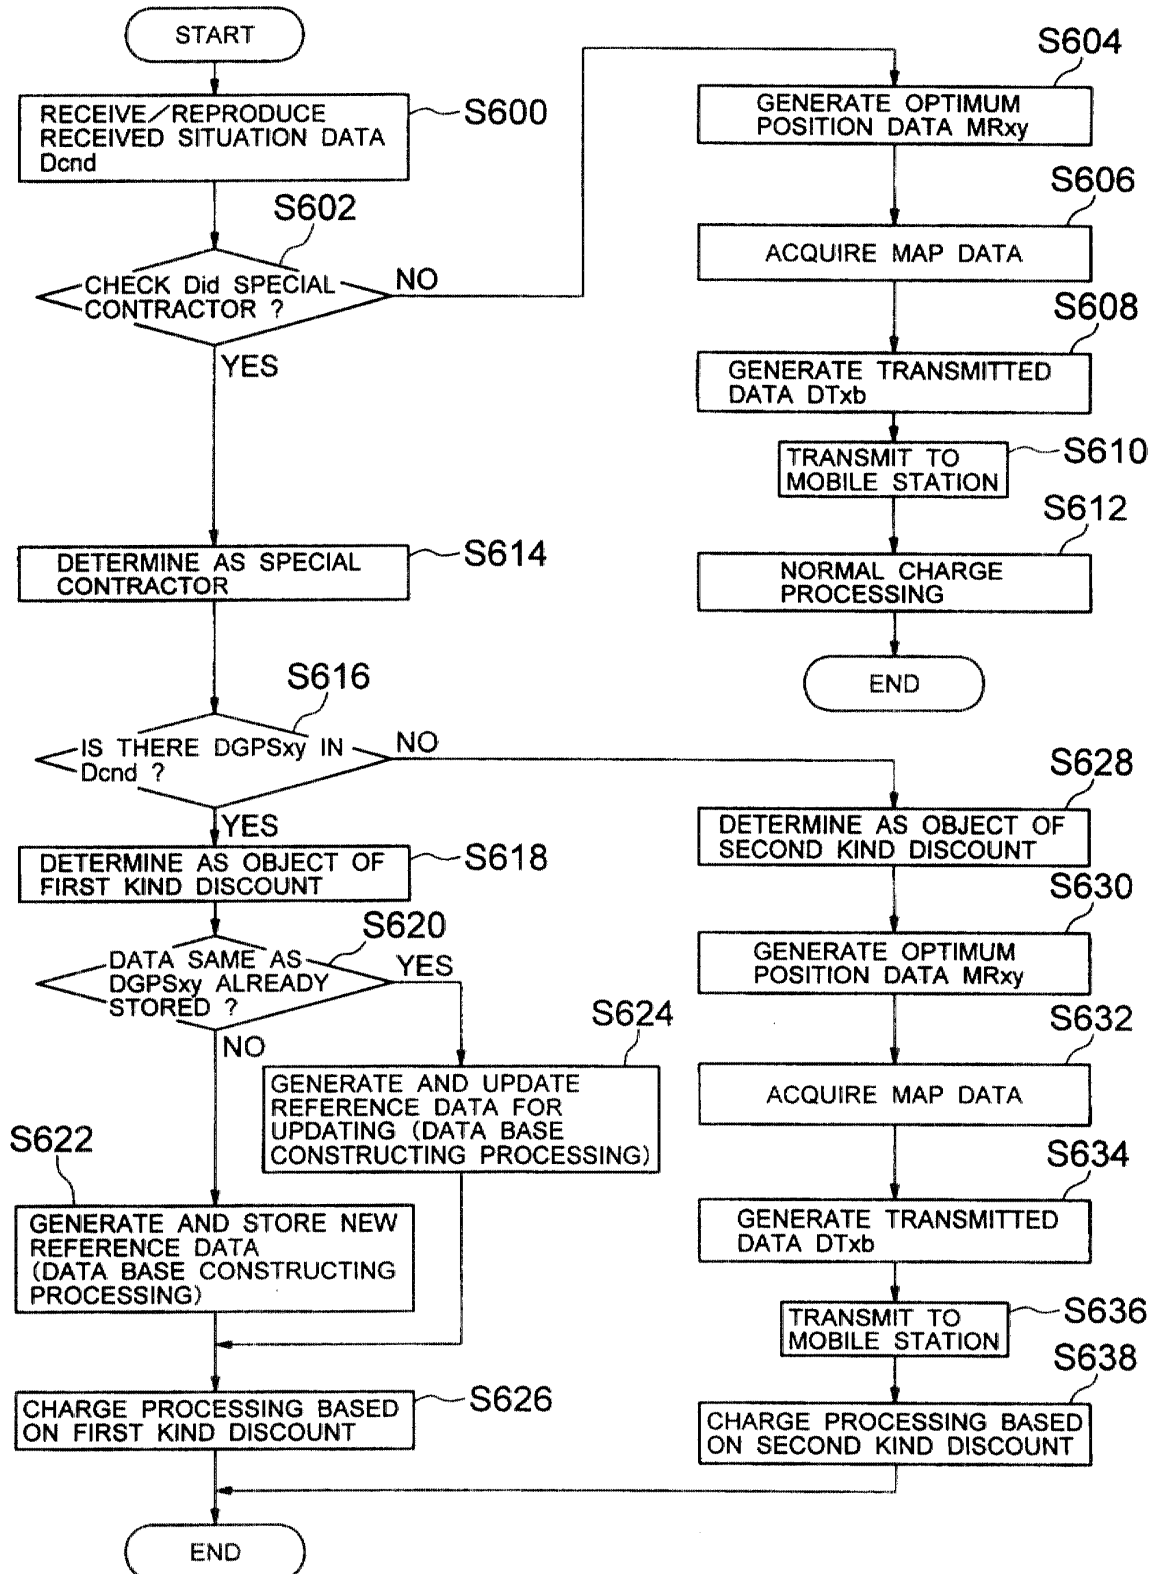 START
RECEIVE/REPRODUCE
RECEIVED SITUATION DATA
Dcnd
S600
S602
CHECK Did SPECIAL
CONTRACTOR ?
NO
YES
S604
GENERATE OPTIMUM
POSITION DATA MRxy
S606
ACQUIRE MAP DATA
S608
GENERATE TRANSMITTED
DATA DTxb
S610
TRANSMIT TO
MOBILE STATION
S612
NORMAL CHARGE
PROCESSING
END
DETERMINE AS SPECIAL
CONTRACTOR
S614
S616
IS THERE DGPSxy IN
Dcnd ?
NO
YES
DETERMINE AS OBJECT OF
FIRST KIND DISCOUNT
S618
S620
DATA SAME AS
DGPSxy ALREADY
STORED ?
YES
NO
S624
GENERATE AND UPDATE
REFERENCE DATA FOR
UPDATING (DATA BASE
CONSTRUCTING PROCESSING)
S622
GENERATE AND STORE NEW
REFERENCE DATA
(DATA BASE CONSTRUCTING
PROCESSING)
CHARGE PROCESSING BASED
ON FIRST KIND DISCOUNT
S626
S628
DETERMINE AS OBJECT OF
SECOND KIND DISCOUNT
S630
GENERATE OPTIMUM
POSITION DATA MRxy
S632
ACQUIRE MAP DATA
S634
GENERATE TRANSMITTED
DATA DTxb
S636
TRANSMIT TO
MOBILE STATION
S638
CHARGE PROCESSING BASED
ON SECOND KIND DISCOUNT
END